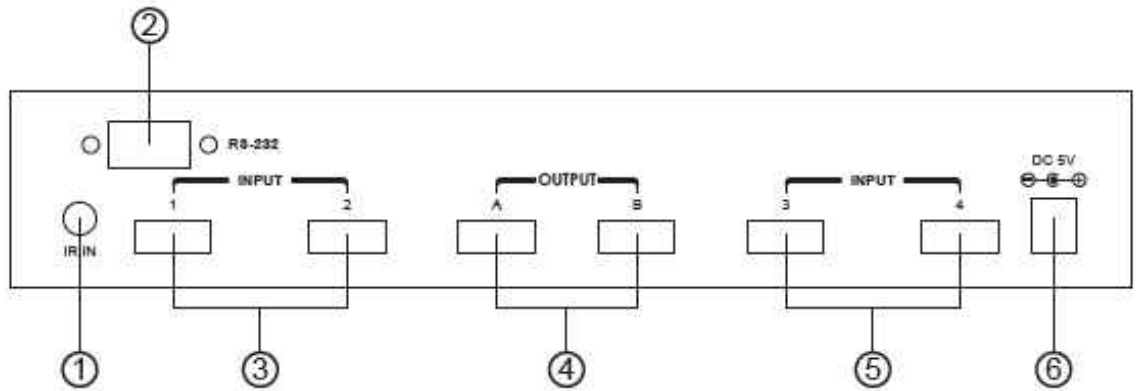 2
RS-232
DC 5V
INPUT
OUTPUT
INPUT
1 2 A B 3 4
IR IN
1 3 4 5 6